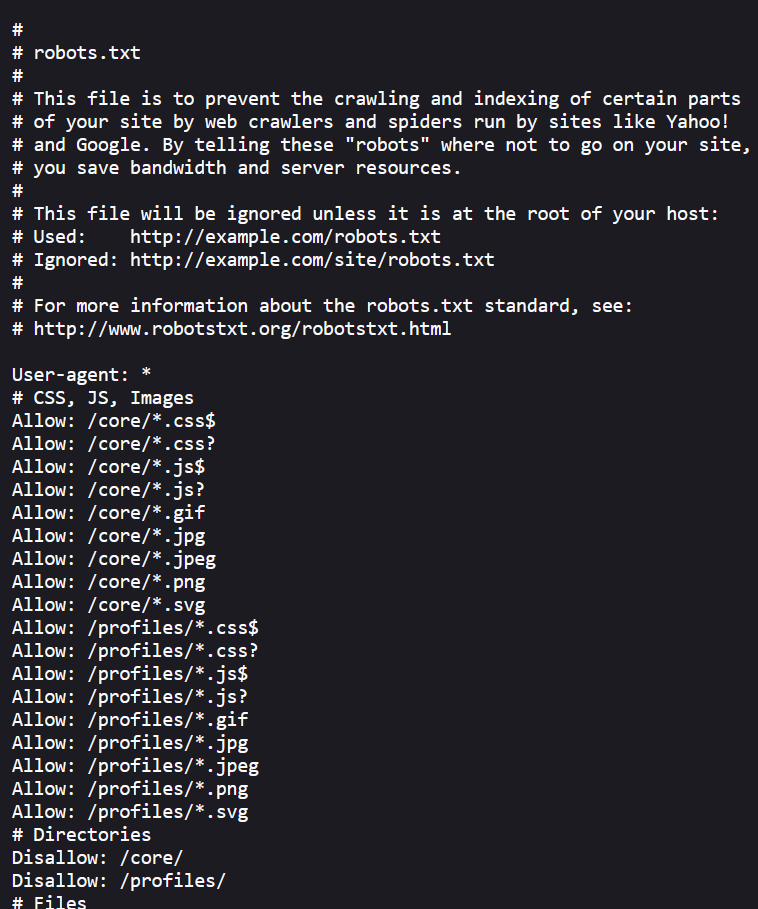 #
# robots.txt
#
# This file is to prevent the crawling and indexing of certain parts
# of your site by web crawlers and spiders run by sites like Yahoo!
# and Google. By telling these "robots" where not to go on your site,
# you save bandwidth and server resources.
#
# This file will be ignored unless it is at the root of your host:
# Used:    http://example.com/robots.txt
# Ignored: http://example.com/site/robots.txt
#
# For more information about the robots.txt standard, see:
# http://www.robotstxt.org/robotstxt.html

User-agent: *
# CSS, JS, Images
Allow: /core/*.css$
Allow: /core/*.css?
Allow: /core/*.js$
Allow: /core/*.js?
Allow: /core/*.gif
Allow: /core/*.jpg
Allow: /core/*.jpeg
Allow: /core/*.png
Allow: /core/*.svg
Allow: /profiles/*.css$
Allow: /profiles/*.css?
Allow: /profiles/*.js$
Allow: /profiles/*.js?
Allow: /profiles/*.gif
Allow: /profiles/*.jpg
Allow: /profiles/*.jpeg
Allow: /profiles/*.png
Allow: /profiles/*.svg
# Directories
Disallow: /core/
Disallow: /profiles/
# Files